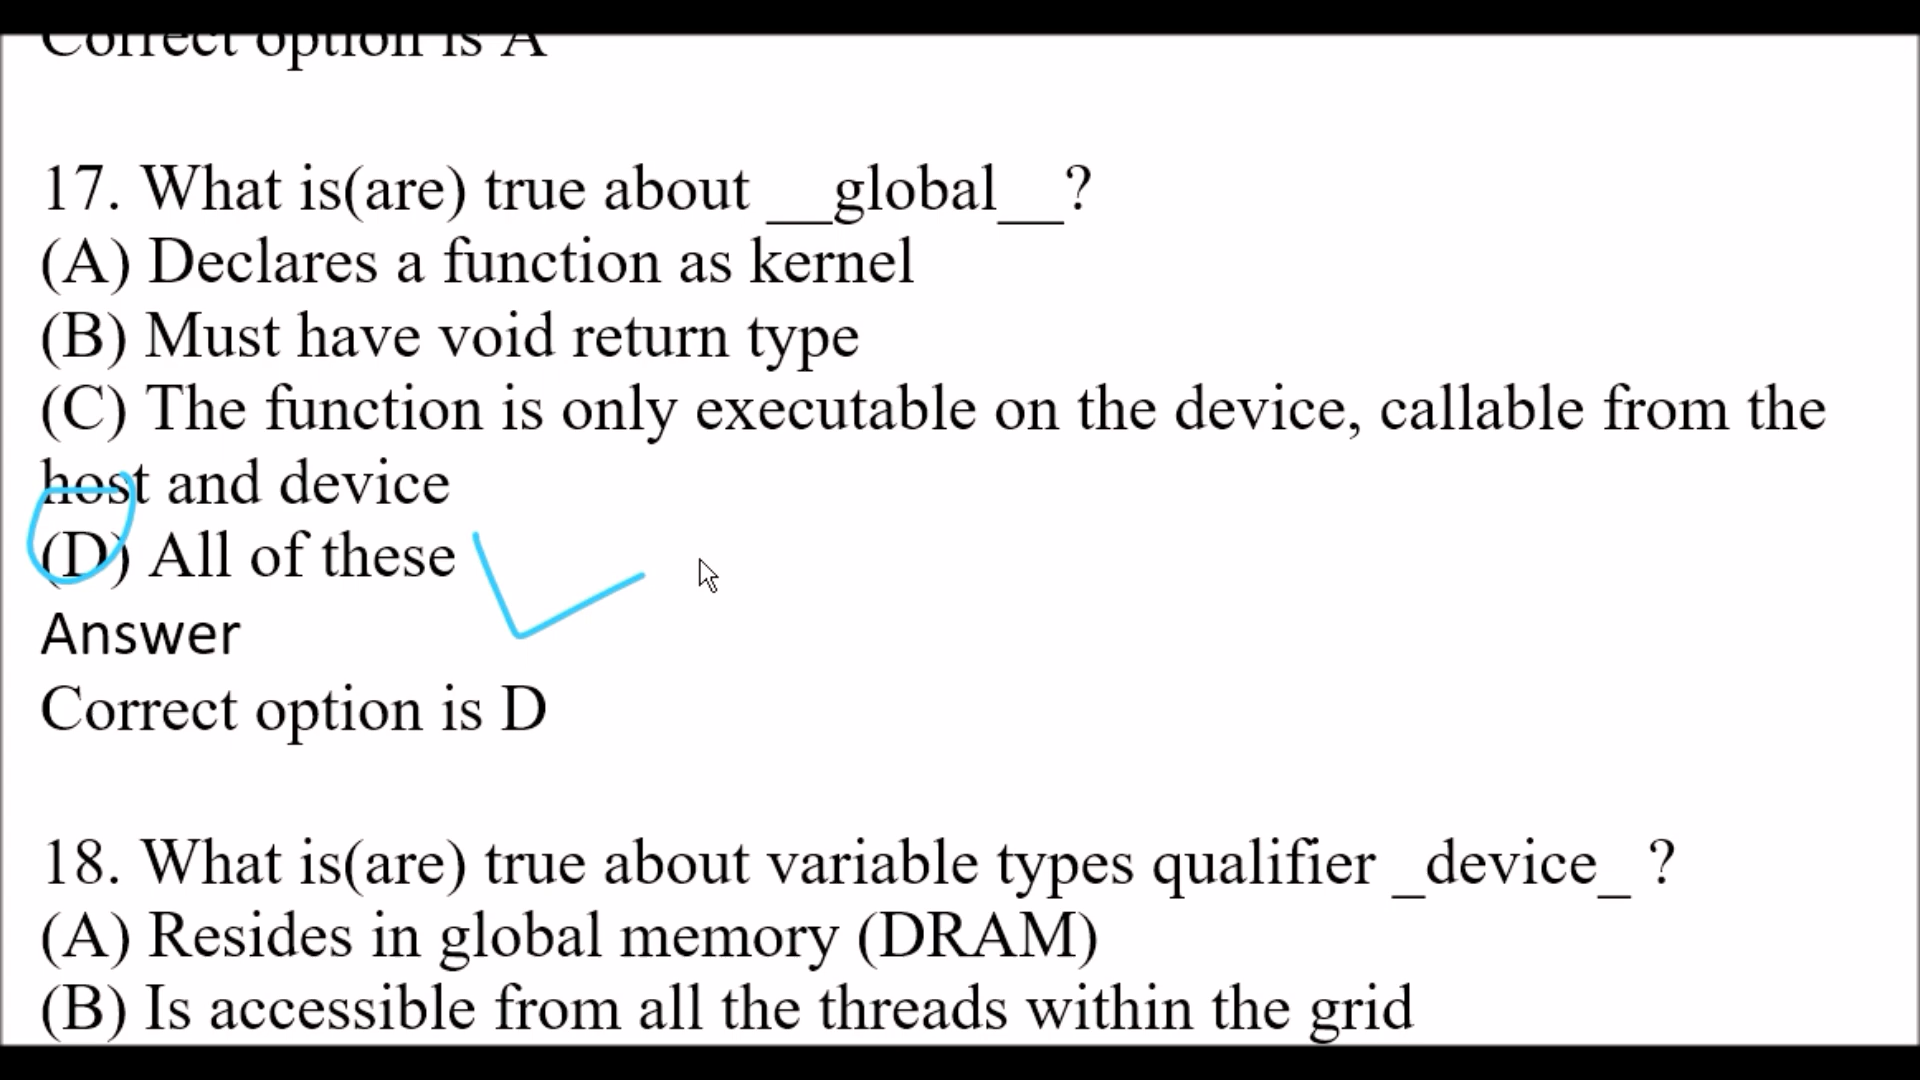 Correct option is A
17. What is(are) true about __global__?
(A) Declares a function as kernel
(B) Must have void return type
(C) The function is only executable on the device, callable from the
host and device
(D) All of these
Answer
Correct option is D
18. What is(are) true about variable types qualifier _device_ ?
(A) Resides in global memory (DRAM)
(B) Is accessible from all the threads within the grid